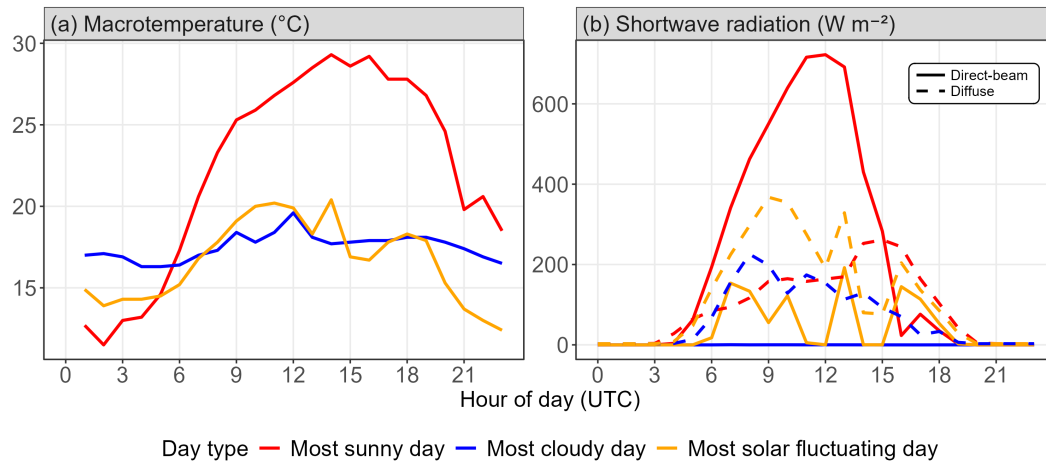 (a) Macrotemperature (°C)
(b) Shortwave radiation (W m⁻²)
30
25
20
15
0 3 6 9 12 15 18 21
600
400
200
0
0 3 6 9 12 15 18 21
Direct-beam
Diffuse
Hour of day (UTC)
Day type Most sunny day Most cloudy day Most solar fluctuating day